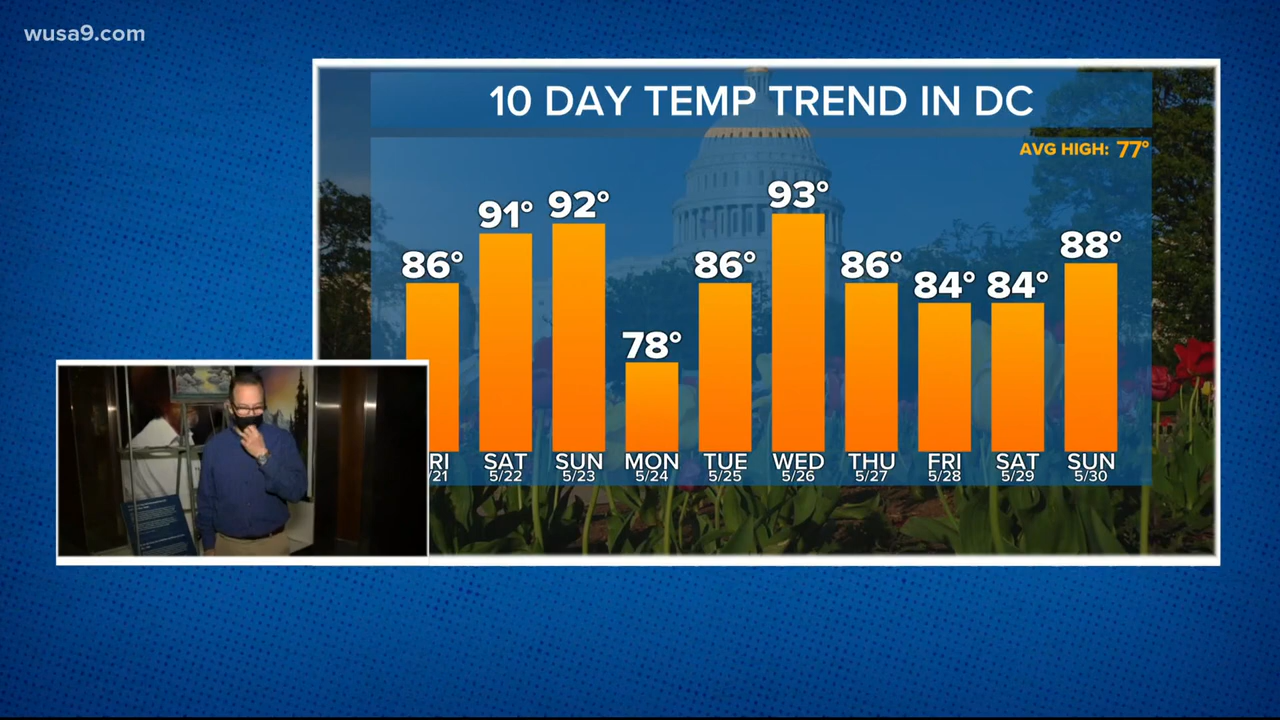 wusa9.com
10 DAY TEMP TREND IN DC
AVG HIGH: 77°
86° 91° 92° 78° 86° 93° 86° 84° 84° 88°
RI SAT SUN MON TUE WED THU FRI SAT SUN
/21 5/22 5/23 5/24 5/25 5/26 5/27 5/28 5/29 5/30